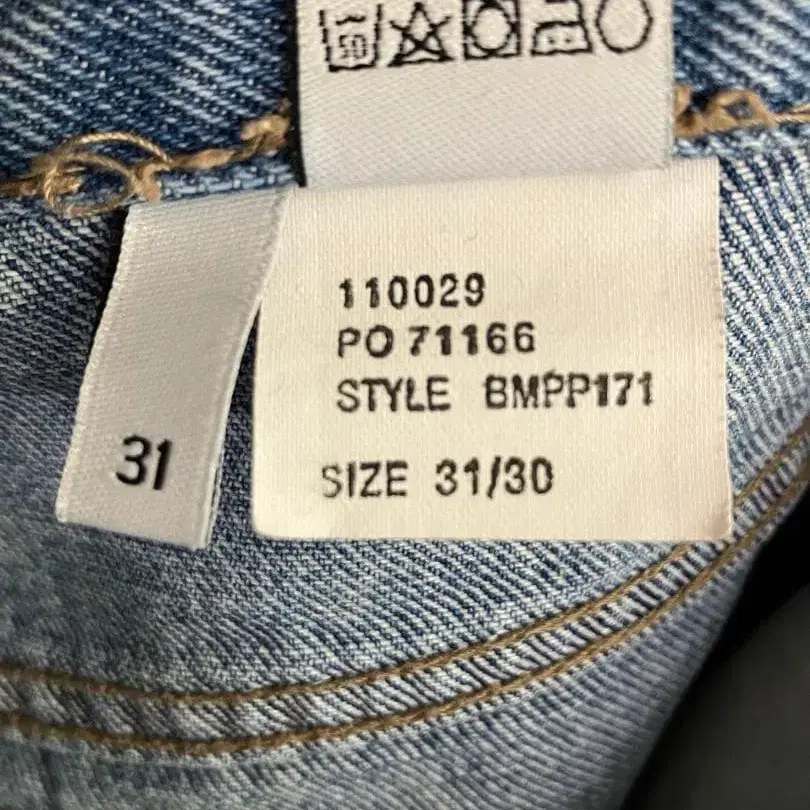 110029
PO 71166
STYLE BMPP171
SIZE 31/30
31